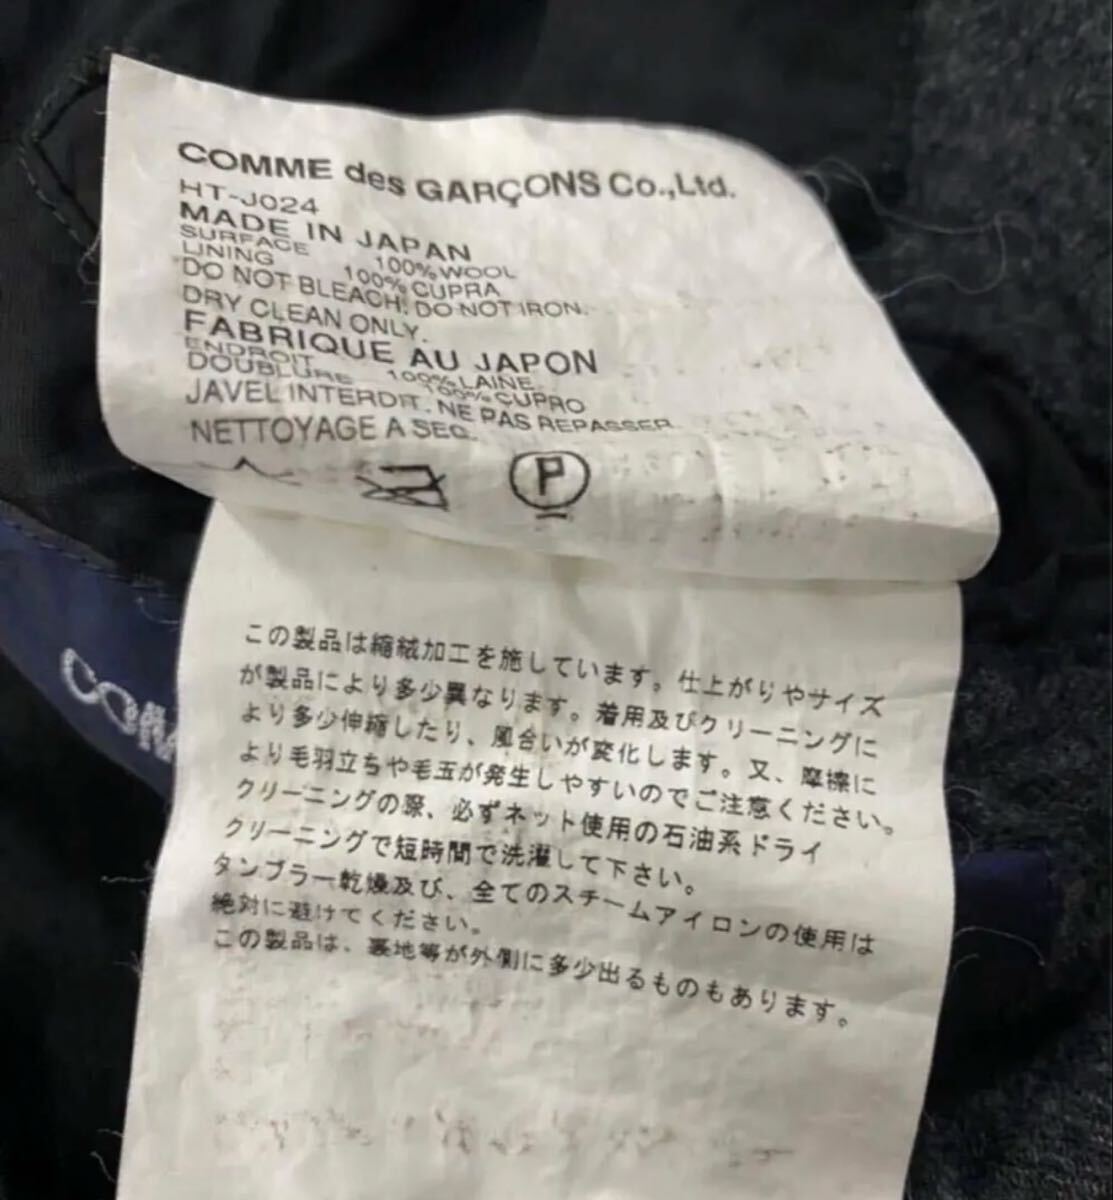 COMME des GARÇONS Co.,Ltd.
HT-J024
MADE IN JAPAN
SURFACE 100% WOOL
LINING 100% CUPRA
DO NOT BLEACH. DO NOT IRON.
DRY CLEAN ONLY.
FABRIQUE AU JAPON
ENDROIT 100% LAINE
DOUBLURE 100% CUPRO
JAVEL INTERDIT. NE PAS REPASSER.
NETTOYAGE A SEC.
P
この製品は縮絨加工を施しています。仕上がりやサイズ
が製品により多少異なります。着用及びクリーニングに
より多少伸縮したり、風合いが変化します。又、摩擦に
より毛羽立ちや毛玉が発生しやすいのでご注意ください。
クリーニングの際、必ずネット使用の石油系ドライ
クリーニングで短時間で洗濯して下さい。
タンブラー乾燥及び、全てのスチームアイロンの使用は
絶対に避けてください。
この製品は、裏地等が外側に多少出るものもあります。